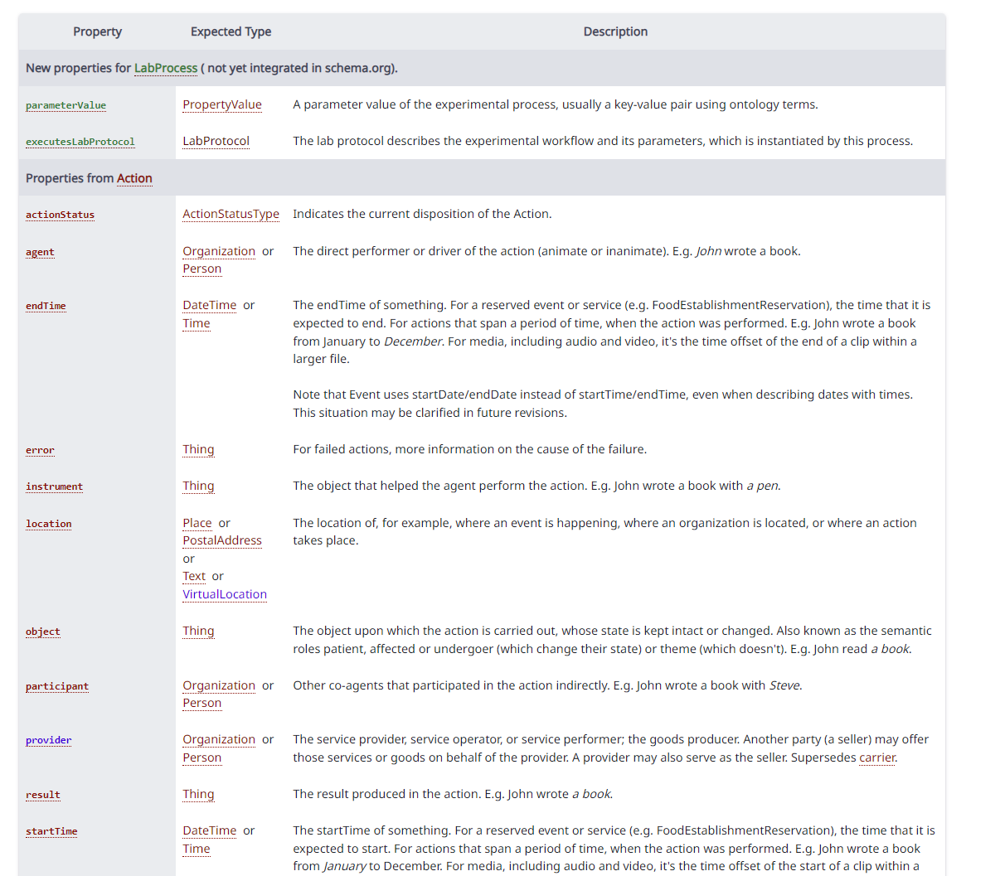 Property Expected Type Description
New properties for LabProcess ( not yet integrated in schema.org).
parameterValue PropertyValue A parameter value of the experimental process, usually a key-value pair using ontology terms.
executesLabProtocol LabProtocol The lab protocol describes the experimental workflow and its parameters, which is instantiated by this process.
Properties from Action
actionStatus ActionStatusType Indicates the current disposition of the Action.
agent Organization or The direct performer or driver of the action (animate or inanimate). E.g. John wrote a book.
Person
endTime DateTime or The endTime of something. For a reserved event or service (e.g. FoodEstablishmentReservation), the time that it is
Time expected to end. For actions that span a period of time, when the action was performed. E.g. John wrote a book
from January to December. For media, including audio and video, it's the time offset of the end of a clip within a
larger file.
Note that Event uses startDate/endDate instead of startTime/endTime, even when describing dates with times.
This situation may be clarified in future revisions.
error Thing For failed actions, more information on the cause of the failure.
instrument Thing The object that helped the agent perform the action. E.g. John wrote a book with a pen.
location Place or The location of, for example, where an event is happening, where an organization is located, or where an action
PostalAddress takes place.
or
Text or
VirtualLocation
object Thing The object upon which the action is carried out, whose state is kept intact or changed. Also known as the semantic
roles patient, affected or undergoer (which change their state) or theme (which doesn't). E.g. John read a book.
participant Organization or Other co-agents that participated in the action indirectly. E.g. John wrote a book with Steve.
Person
provider Organization or The service provider, service operator, or service performer; the goods producer. Another party (a seller) may offer
Person those services or goods on behalf of the provider. A provider may also serve as the seller. Supersedes carrier.
result Thing The result produced in the action. E.g. John wrote a book.
startTime DateTime or The startTime of something. For a reserved event or service (e.g. FoodEstablishmentReservation), the time that it is
Time expected to start. For actions that span a period of time, when the action was performed. E.g. John wrote a book
from January to December. For media, including audio and video, it's the time offset of the start of a clip within a